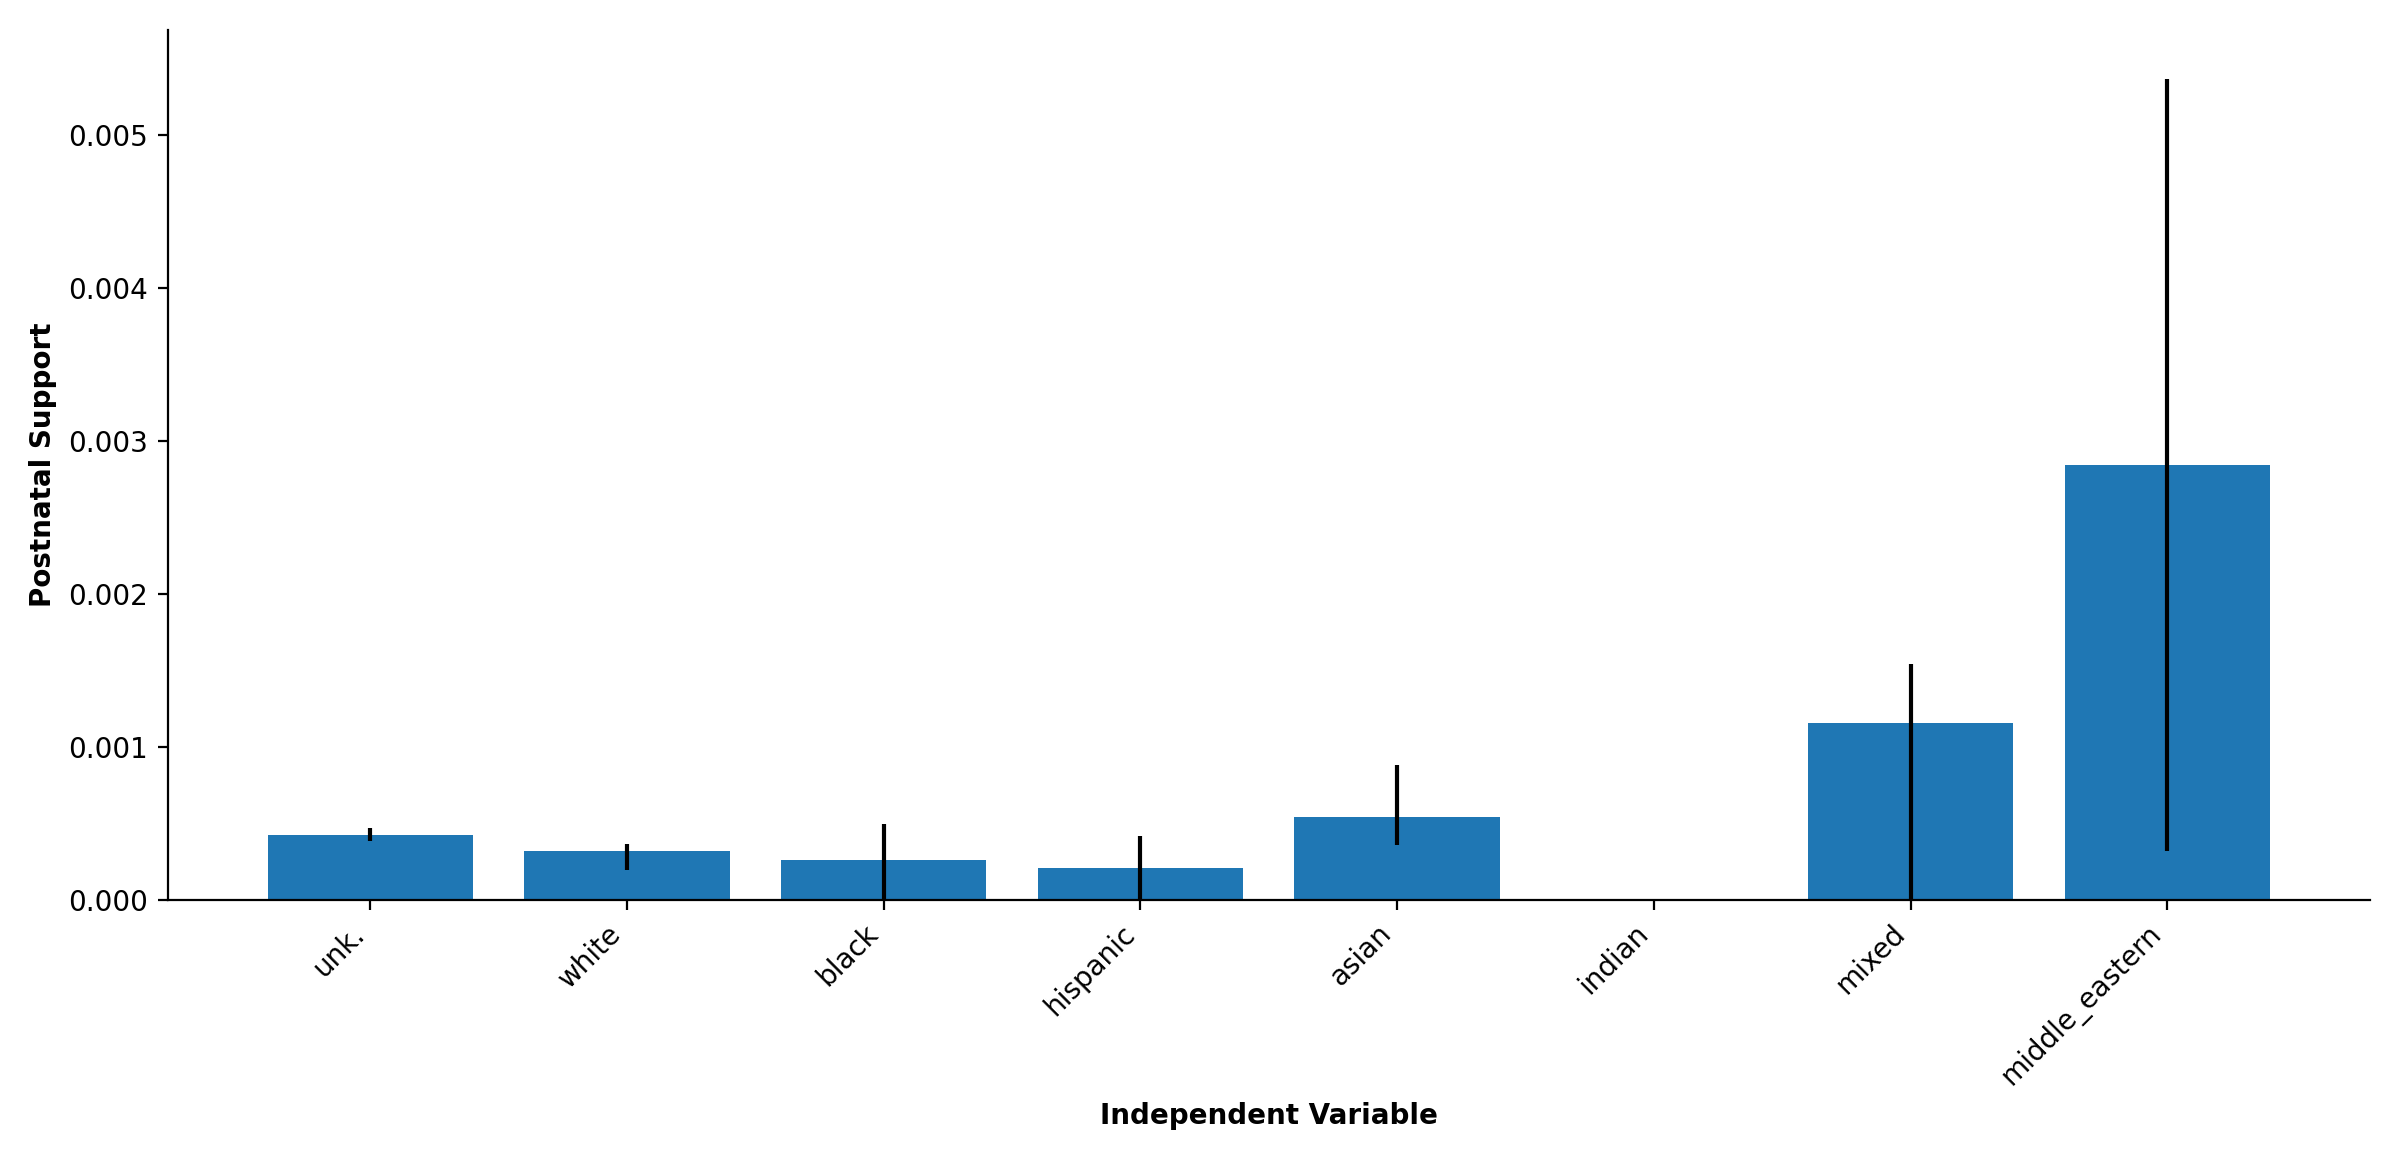 Postnatal Support
0.005
0.004
0.003
0.002
0.001
0.000
unk.
white
black
hispanic
asian
indian
mixed
middle_eastern
Independent Variable